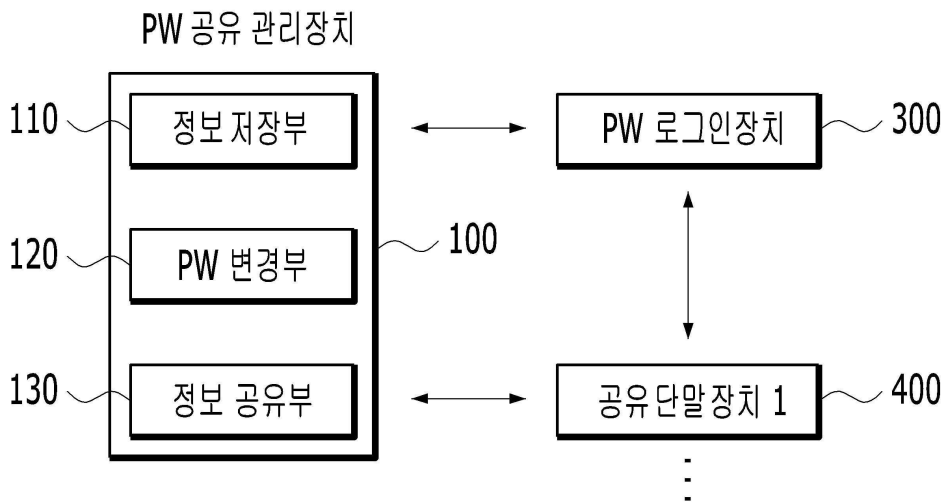 PW 공유 관리장치
110
정보 저장부
PW 로그인장치
300
120
PW 변경부
100
130
정보 공유부
공유단말장치 1
400